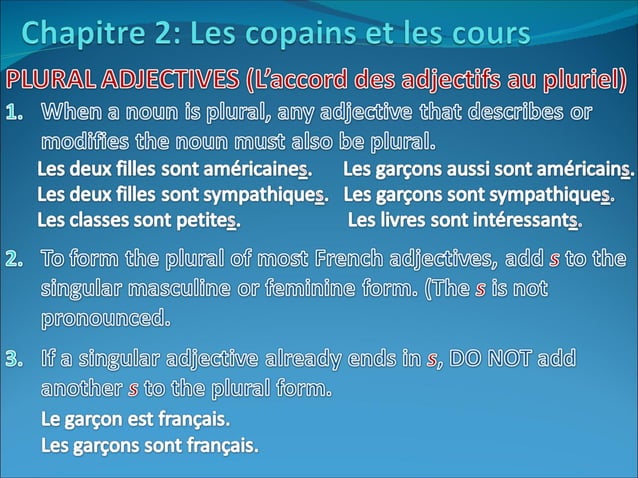 Chapitre 2: Les copains et les cours
PLURAL ADJECTIVES (L'accord des adjectifs au pluriel)
1. When a noun is plural, any adjective that describes or
modifies the noun must also be plural.
Les deux filles sont américaines. Les garçons aussi sont américains.
Les deux filles sont sympathiques. Les garçons sont sympathiques.
Les classes sont petites. Les livres sont intéressants.
2. To form the plural of most French adjectives, add s to the
singular masculine or feminine form. (The s is not
pronounced.
3. If a singular adjective already ends in s, DO NOT add
another s to the plural form.
Le garçon est français.
Les garçons sont français.